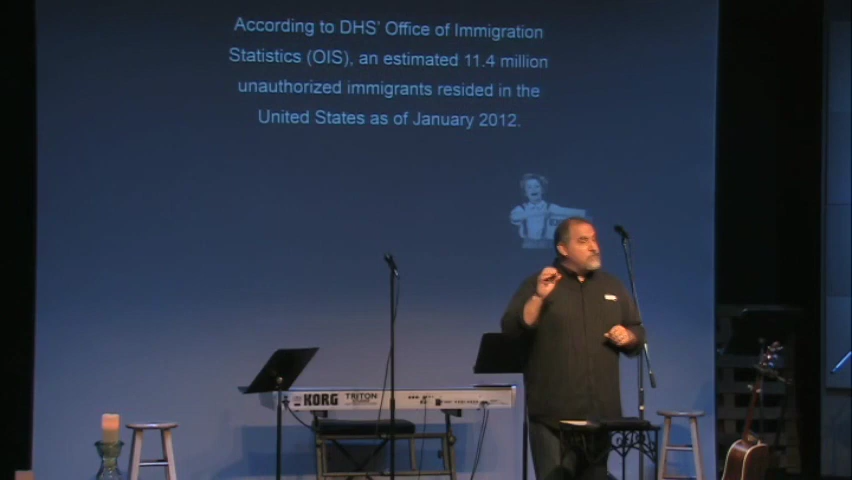 According to DHS' Office of Immigration
Statistics (OIS), an estimated 11.4 million
unauthorized immigrants resided in the
United States as of January 2012.
KORG
TRITON